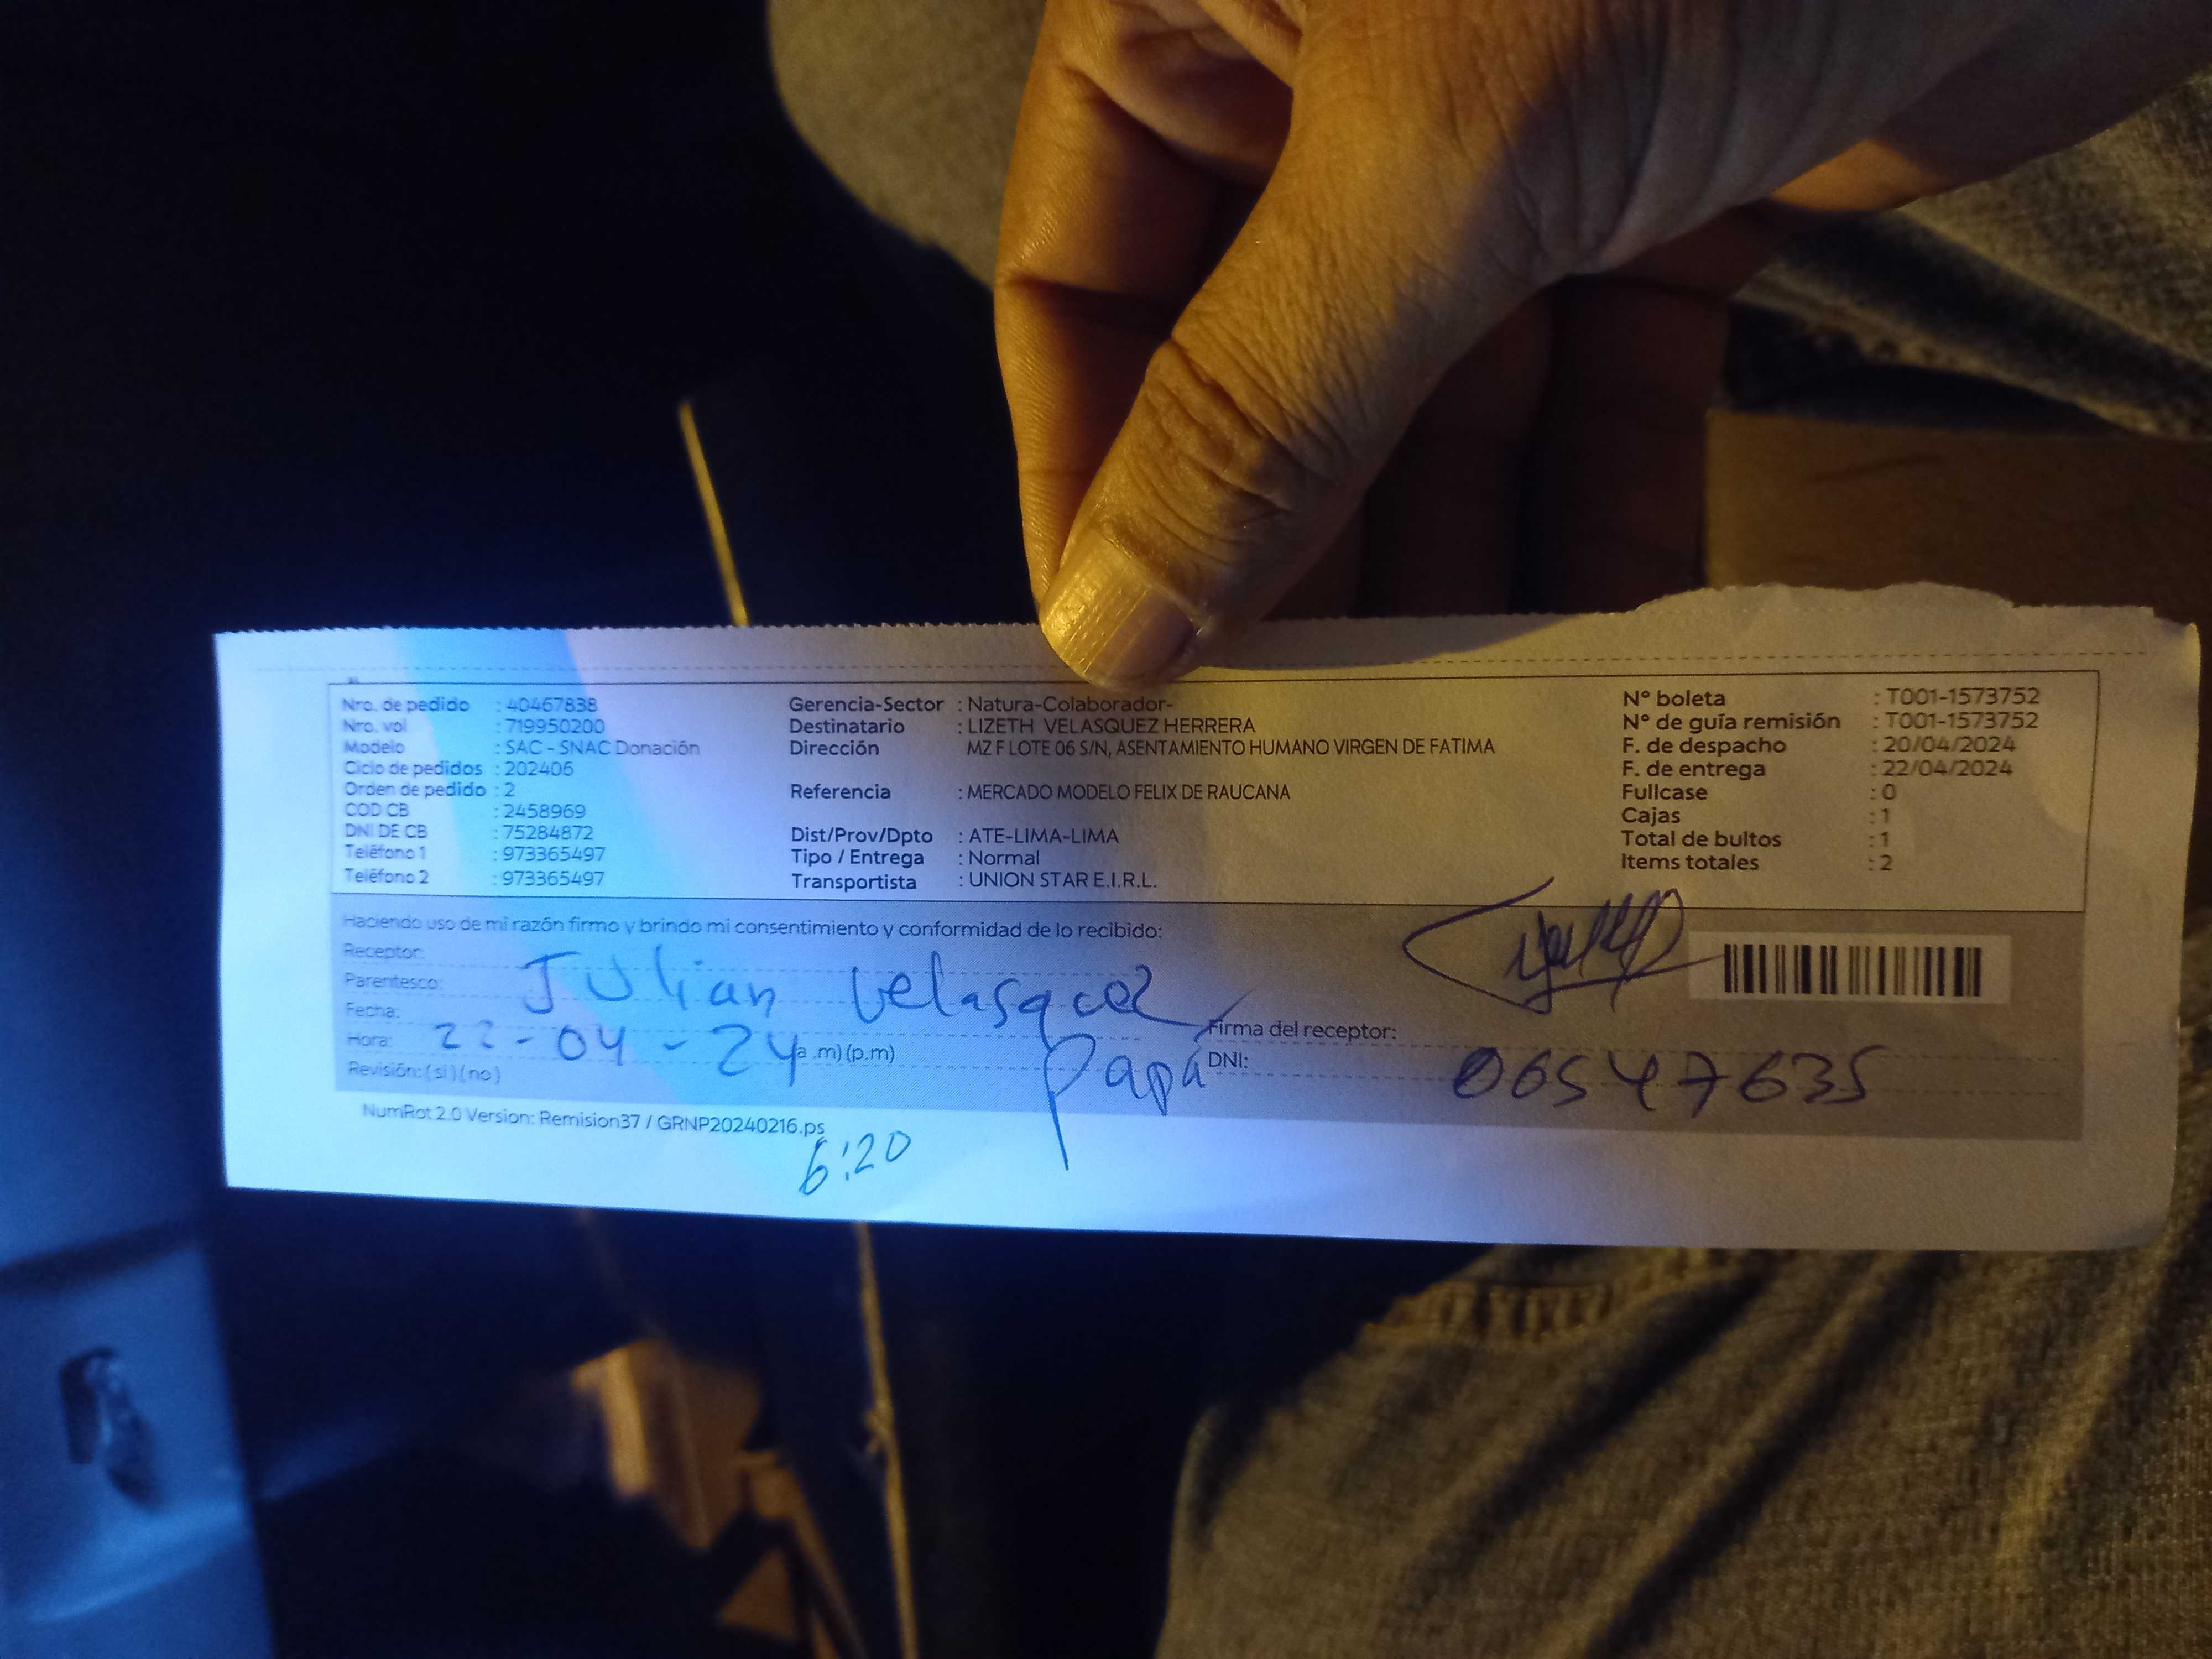 Nro. de pedido : 40467838
Nro. vol : 719950200
Modelo : SAC - SNAC Donación
Ciclo de pedidos : 202406
Orden de pedido : 2
COD CB : 2458969
DNI DE CB : 75284872
Teléfono 1 : 973365497
Teléfono 2 : 973365497
Gerencia-Sector : Natura-Colaborador-
Destinatario : LIZETH VELASQUEZ HERRERA
Dirección MZ F LOTE 06 S/N, ASENTAMIENTO HUMANO VIRGEN DE FATIMA
Referencia : MERCADO MODELO FELIX DE RAUCANA
Dist/Prov/Dpto : ATE-LIMA-LIMA
Tipo / Entrega : Normal
Transportista : UNION STAR E.I.R.L.
Nº boleta : T001-1573752
Nº de guía remisión : T001-1573752
F. de despacho : 20/04/2024
F. de entrega : 22/04/2024
Fullcase : 0
Cajas : 1
Total de bultos : 1
Items totales : 2
Haciendo uso de mi razón firmo y brindo mi consentimiento y conformidad de lo recibido:
Receptor:
Parentesco: Julian Velasquez
Fecha:
Hora: 22-04-24 (a.m) (p.m) Papá
Revisión: (si) (no)
Firma del receptor:
DNI: 06547635
NumRot 2.0 Version: Remision37 / GRNP20240216.ps
6:20